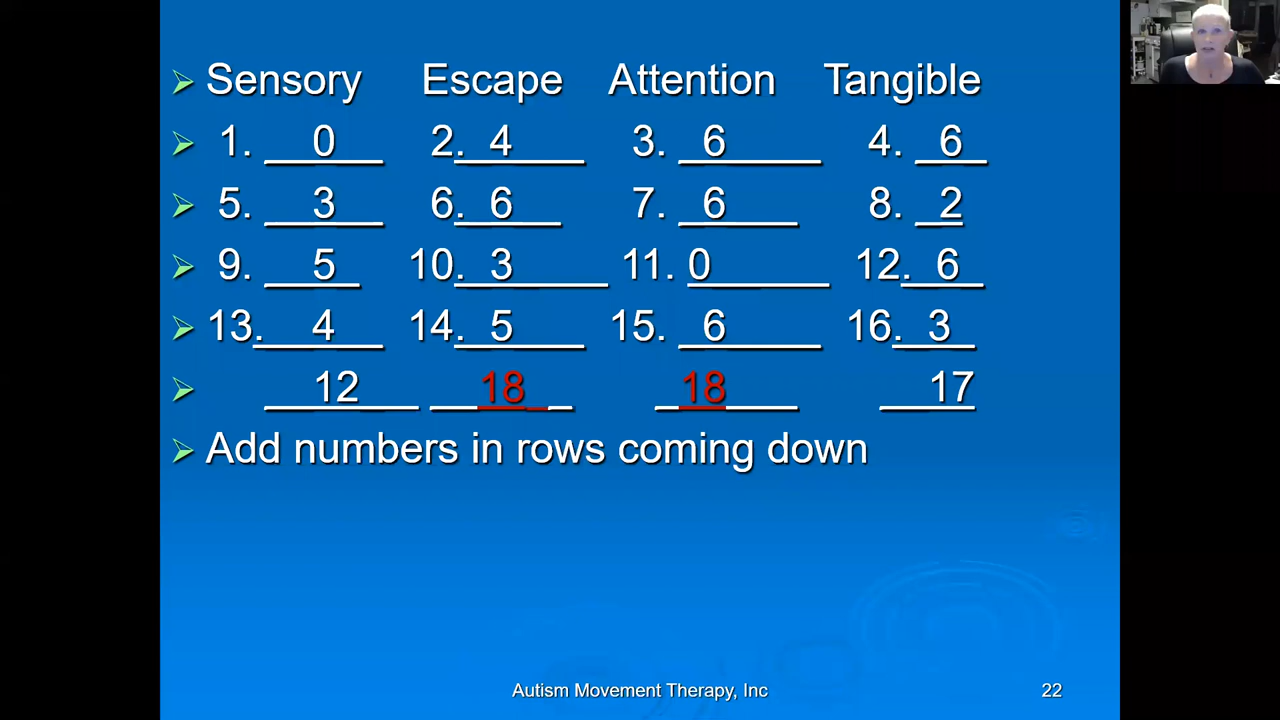 Sensory Escape Attention Tangible
1. 0 2. 4 3. 6 4. 6
5. 3 6. 6 7. 6 8. 2
9. 5 10. 3 11. 0 12. 6
13. 4 14. 5 15. 6 16. 3
12 18 18 17
Add numbers in rows coming down
Autism Movement Therapy, Inc 22